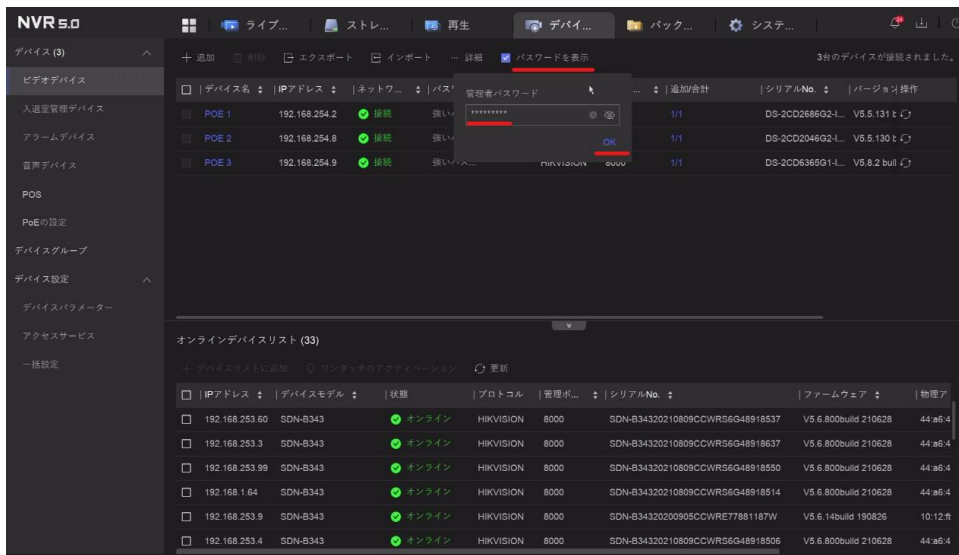 NVR 5.0
ライブ...
ストレ...
再生
デバイ...
バック...
システ...
デバイス (3)
ビデオデバイス
入退室管理デバイス
アラームデバイス
音声デバイス
POS
PoEの設定
デバイスグループ
デバイス設定
デバイスパラメーター
アクセスサービス
一括設定
追加 削除 エクスポート インポート ... 詳細 パスワードを表示 3台のデバイスが接続されました。
デバイス名 IPアドレス ネットワ... 追加/合計 シリアルNo. バージョン 操作
POE 1 192.168.254.2 接続 1/1 DS-2CD2686G2-I... V5.5.131 b
POE 2 192.168.254.8 接続 1/1 DS-2CD2046G2-I... V5.5.130 b
POE 3 192.168.254.9 接続 HIKVISION 8000 1/1 DS-2CD6365G1-I... V5.8.2 buil
管理者パスワード
*********
OK
オンラインデバイスリスト (33)
デバイスリストに追加 ワンタッチのアクティベーション 更新
IPアドレス デバイスモデル 状態 プロトコル 管理ポ... シリアルNo. ファームウェア 物理ア
192.168.253.60 SDN-B343 オンライン HIKVISION 8000 SDN-B34320210809CCWRS6G48918537 V5.6.800build 210628 44:a6:4
192.168.253.3 SDN-B343 オンライン HIKVISION 8000 SDN-B34320210809CCWRS6G48918637 V5.6.800build 210628 44:a6:4
192.168.253.99 SDN-B343 オンライン HIKVISION 8000 SDN-B34320210809CCWRS6G48918550 V5.6.800build 210628 44:a6:4
192.168.1.64 SDN-B343 オンライン HIKVISION 8000 SDN-B34320210809CCWRS6G48918514 V5.6.800build 210628 44:a6:4
192.168.253.9 SDN-B343 オンライン HIKVISION 8000 SDN-B34320200905CCWRE77881187W V5.6.14build 190826 10:12:f
192.168.253.4 SDN-B343 オンライン HIKVISION 8000 SDN-B34320210809CCWRS6G48918506 V5.6.800build 210628 44:a6:4